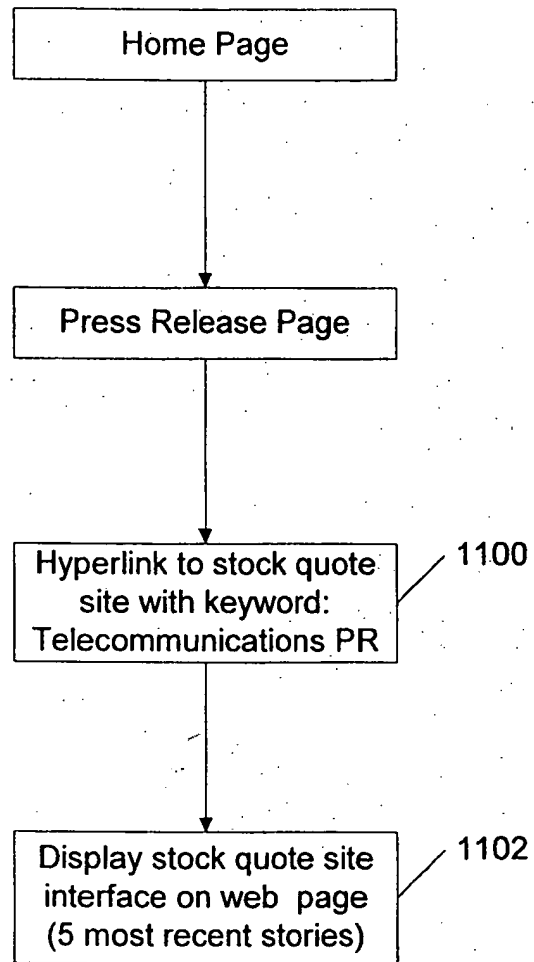 Home Page
Press Release Page
Hyperlink to stock quote
site with keyword:
Telecommunications PR
1100
Display stock quote site
interface on web page
(5 most recent stories)
1102